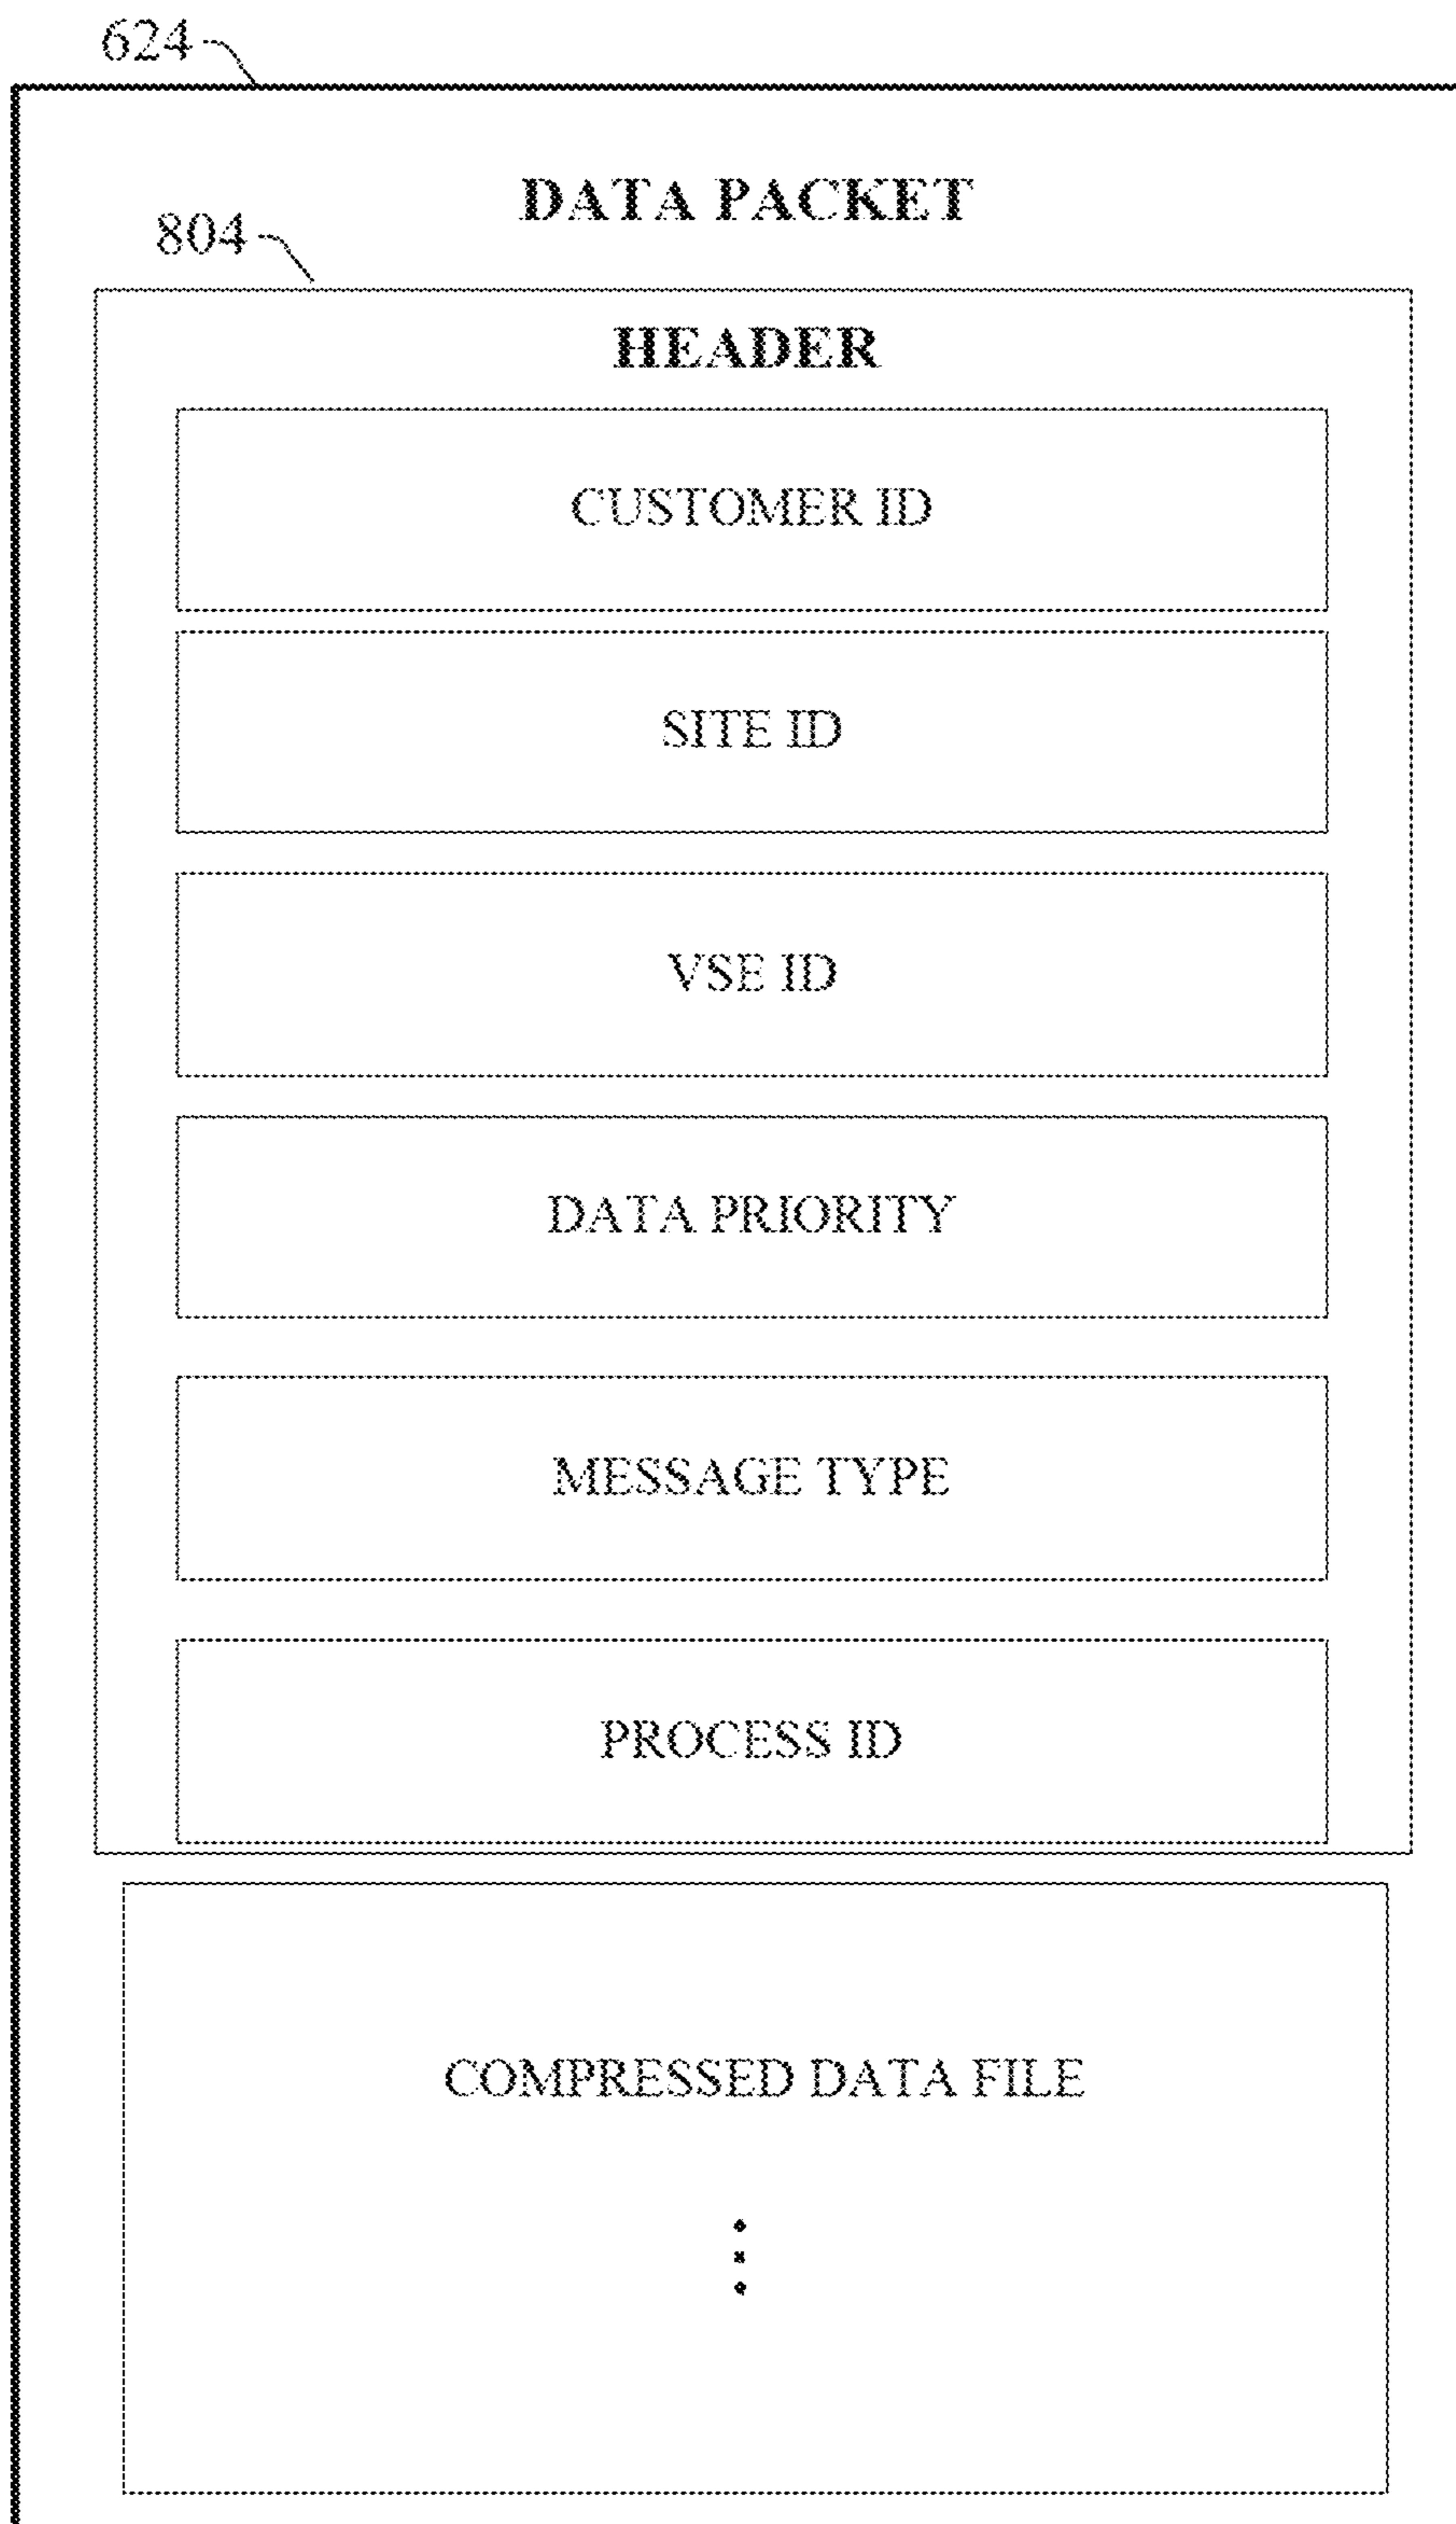 624
DATA PACKET
804
HEADER
CUSTOMER ID
SITE ID
VSE ID
DATA PRIORITY
MESSAGE TYPE
PROCESS ID
COMPRESSED DATA FILE